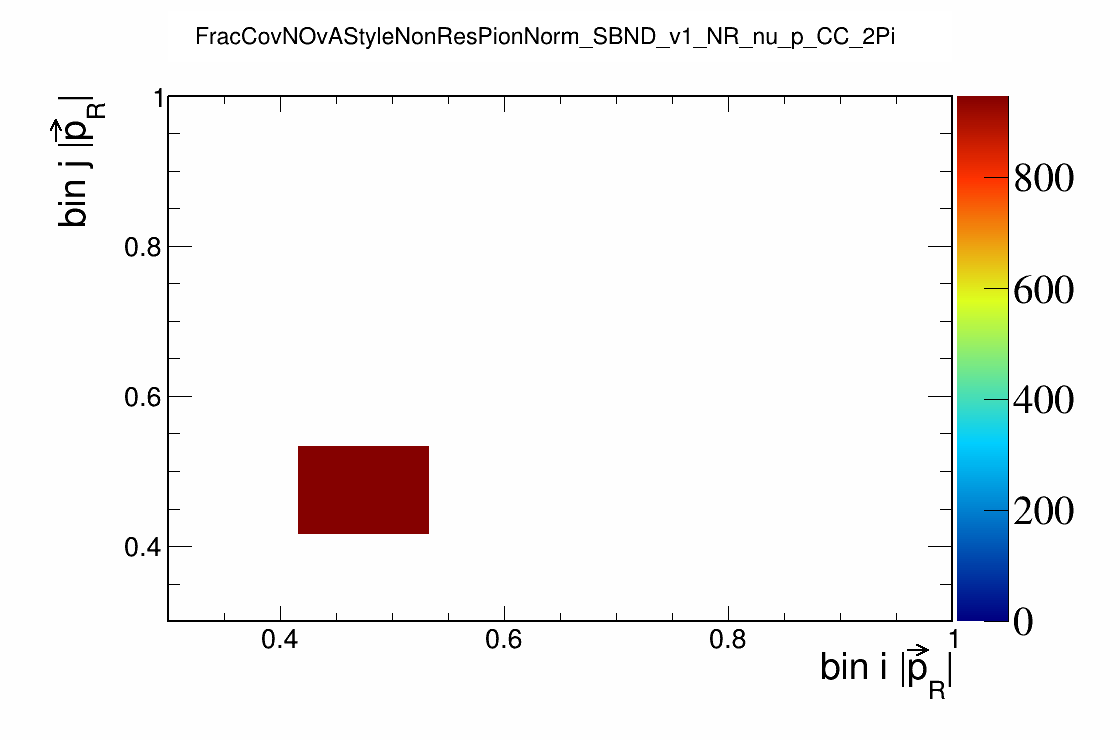 FracCovNOvAStyleNonResPionNorm_SBND_v1_NR_nu_p_CC_2Pi
bin j |p⃗_R|
1
0.8
0.6
0.4
800
600
400
200
0
0.4 0.6 0.8 1
bin i |p⃗_R|